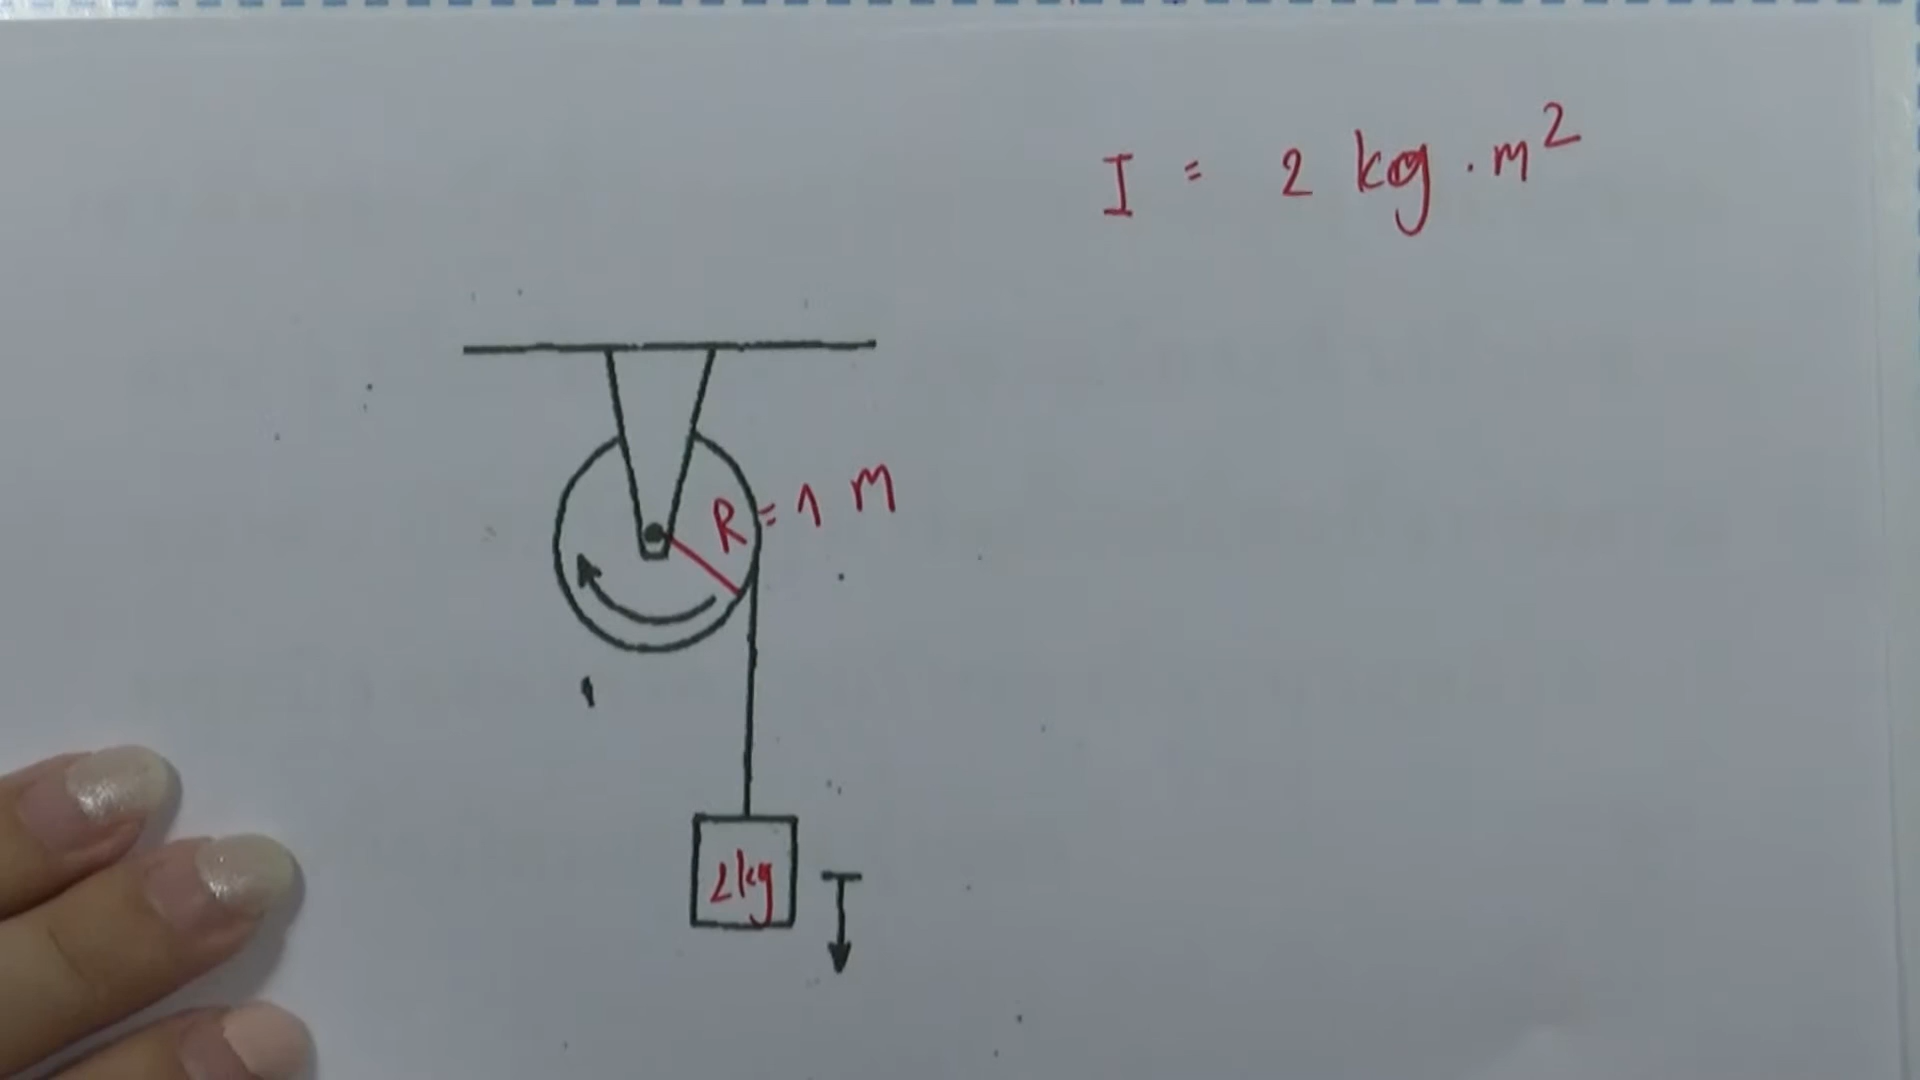 I = 2 kg . m²
R = 1 m
2kg